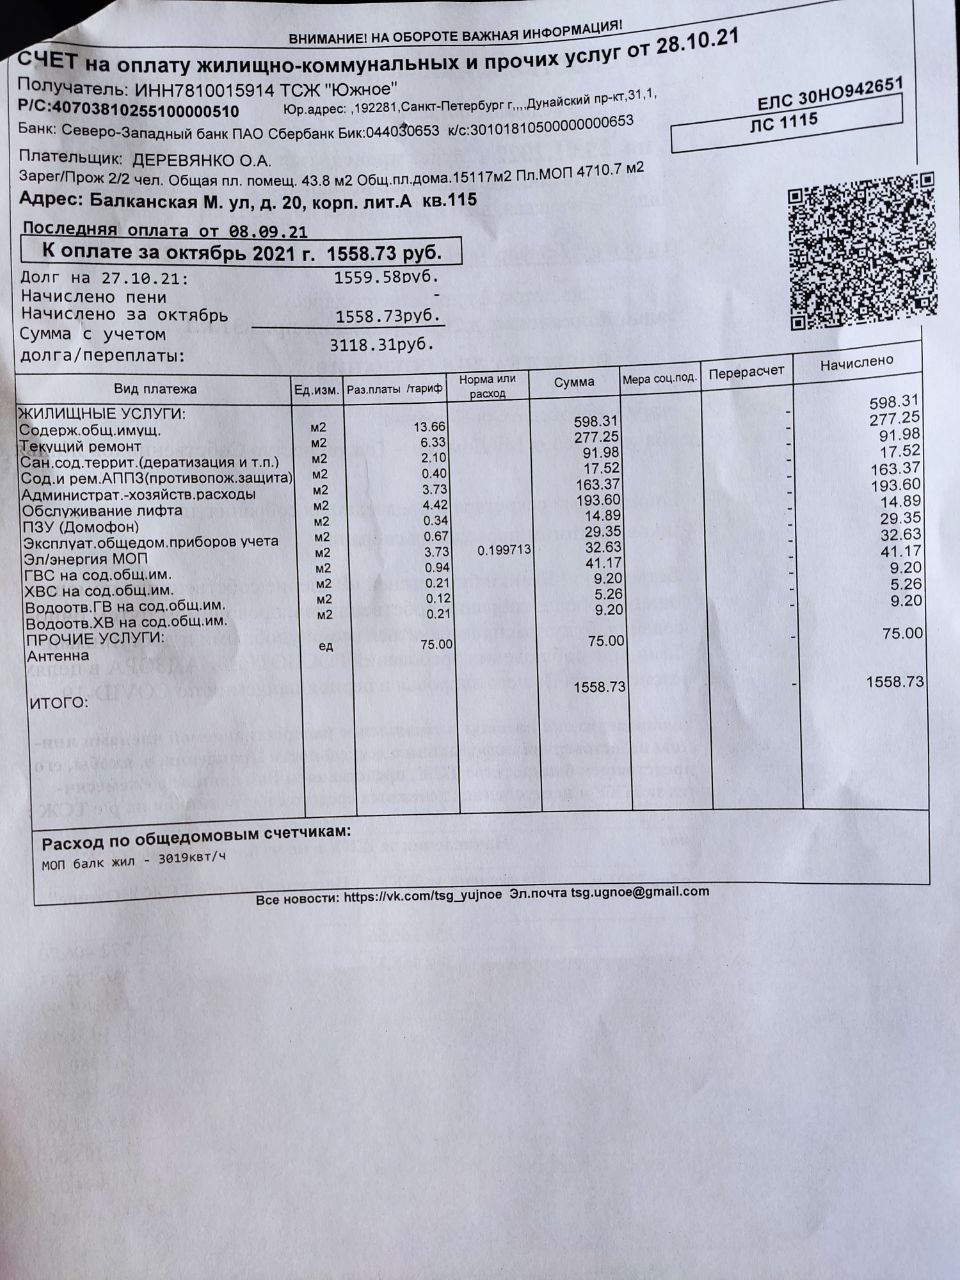 ВНИМАНИЕ! НА ОБОРОТЕ ВАЖНАЯ ИНФОРМАЦИЯ!
СЧЕТ на оплату жилищно-коммунальных и прочих услуг от 28.10.21
Получатель: ИНН7810015914 ТСЖ "Южное"
Р/С:40703810255100000510 Юр.адрес: ,192281,Санкт-Петербург г,,,,Дунайский пр-кт,31,1,
ЕЛС 30НО942651
Банк: Северо-Западный банк ПАО Сбербанк Бик:044030653 к/с:30101810500000000653
ЛС 1115
Плательщик: ДЕРЕВЯНКО О.А.
Зарег/Прож 2/2 чел. Общая пл. помещ. 43.8 м2 Общ.пл.дома.15117м2 Пл.МОП 4710.7 м2
Адрес: Балканская М. ул, д. 20, корп. лит.А кв.115
Последняя оплата от 08.09.21
К оплате за октябрь 2021 г. 1558.73 руб.
Долг на 27.10.21: 1559.58руб.
Начислено пени -
Начислено за октябрь 1558.73руб.
Сумма с учетом
долга/переплаты: 3118.31руб.
Вид платежа Ед.изм. Раз.платы /тариф Норма или расход Сумма Мера соц.под. Перерасчет Начислено
ЖИЛИЩНЫЕ УСЛУГИ:
Содерж.общ.имущ. м2 13.66 598.31 - 598.31
Текущий ремонт м2 6.33 277.25 - 277.25
Сан.сод.террит.(дератизация и т.п.) м2 2.10 91.98 - 91.98
Сод.и рем.АППЗ(противопож.защита) м2 0.40 17.52 - 17.52
Администрат.-хозяйств.расходы м2 3.73 163.37 - 163.37
Обслуживание лифта м2 4.42 193.60 - 193.60
ПЗУ (Домофон) м2 0.34 14.89 - 14.89
Эксплуат.общедом.приборов учета м2 0.67 29.35 - 29.35
Эл/энергия МОП м2 3.73 0.199713 32.63 - 32.63
ГВС на сод.общ.им. м2 0.94 41.17 - 41.17
ХВС на сод.общ.им. м2 0.21 9.20 - 9.20
Водоотв.ГВ на сод.общ.им. м2 0.12 5.26 - 5.26
Водоотв.ХВ на сод.общ.им. м2 0.21 9.20 - 9.20
ПРОЧИЕ УСЛУГИ:
Антенна ед 75.00 75.00 - 75.00
ИТОГО: 1558.73 - 1558.73
Расход по общедомовым счетчикам:
МОП балк жил - 3019квт/ч
Все новости: https://vk.com/tsg_yujnoe Эл.почта tsg.ugnoe@gmail.com